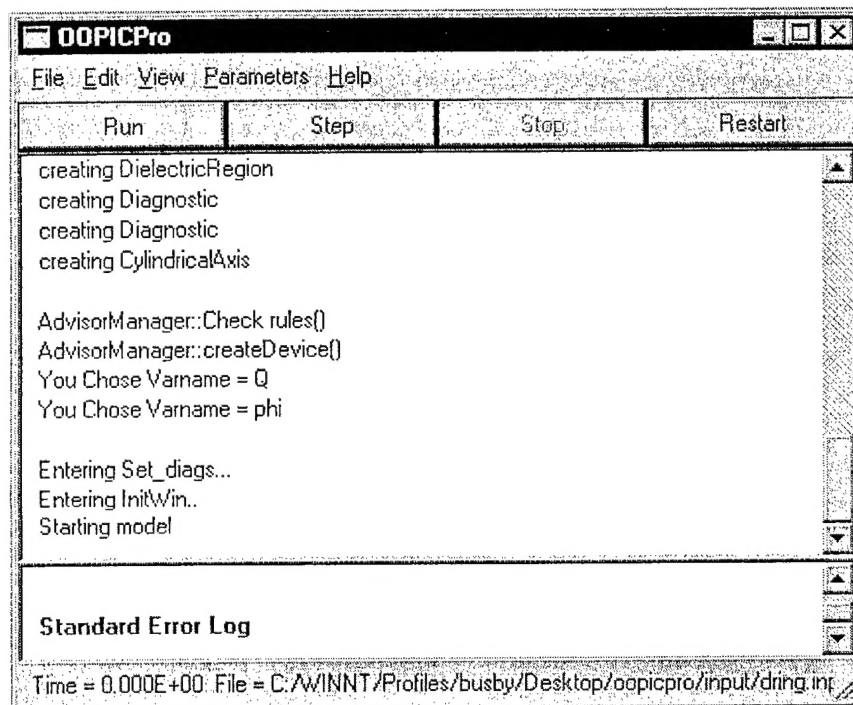 OOPICPro
File Edit View Parameters Help
Run Step Stop Restart
creating DielectricRegion
creating Diagnostic
creating Diagnostic
creating CylindricalAxis
AdvisorManager::Check rules()
AdvisorManager::createDevice()
You Chose Varname = Q
You Chose Varname = phi
Entering Set_diags...
Entering InitWin..
Starting model
Standard Error Log
Time = 0.000E+00: File = C:/WINNT/Profiles/busby/Desktop/oopicpro/input/dring.inp